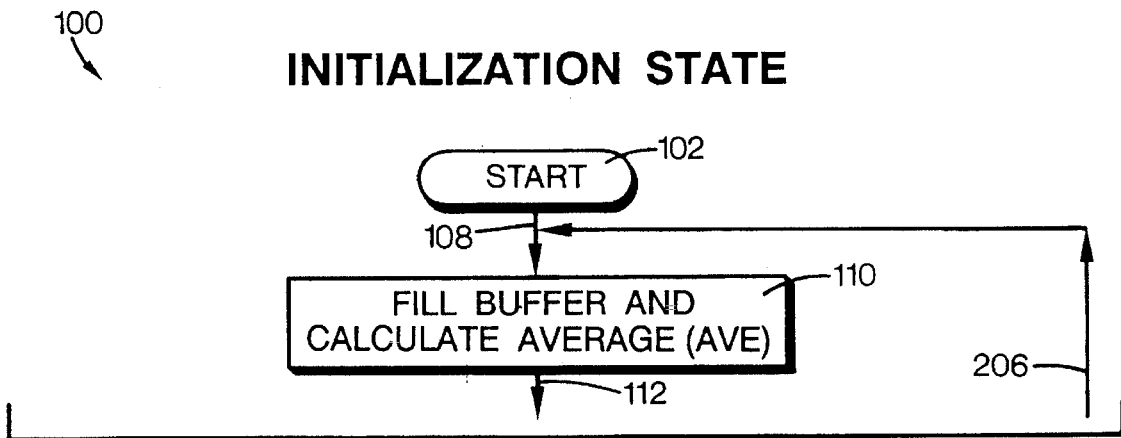 100
INITIALIZATION STATE
START
102
108
FILL BUFFER AND
CALCULATE AVERAGE (AVE)
110
112
206